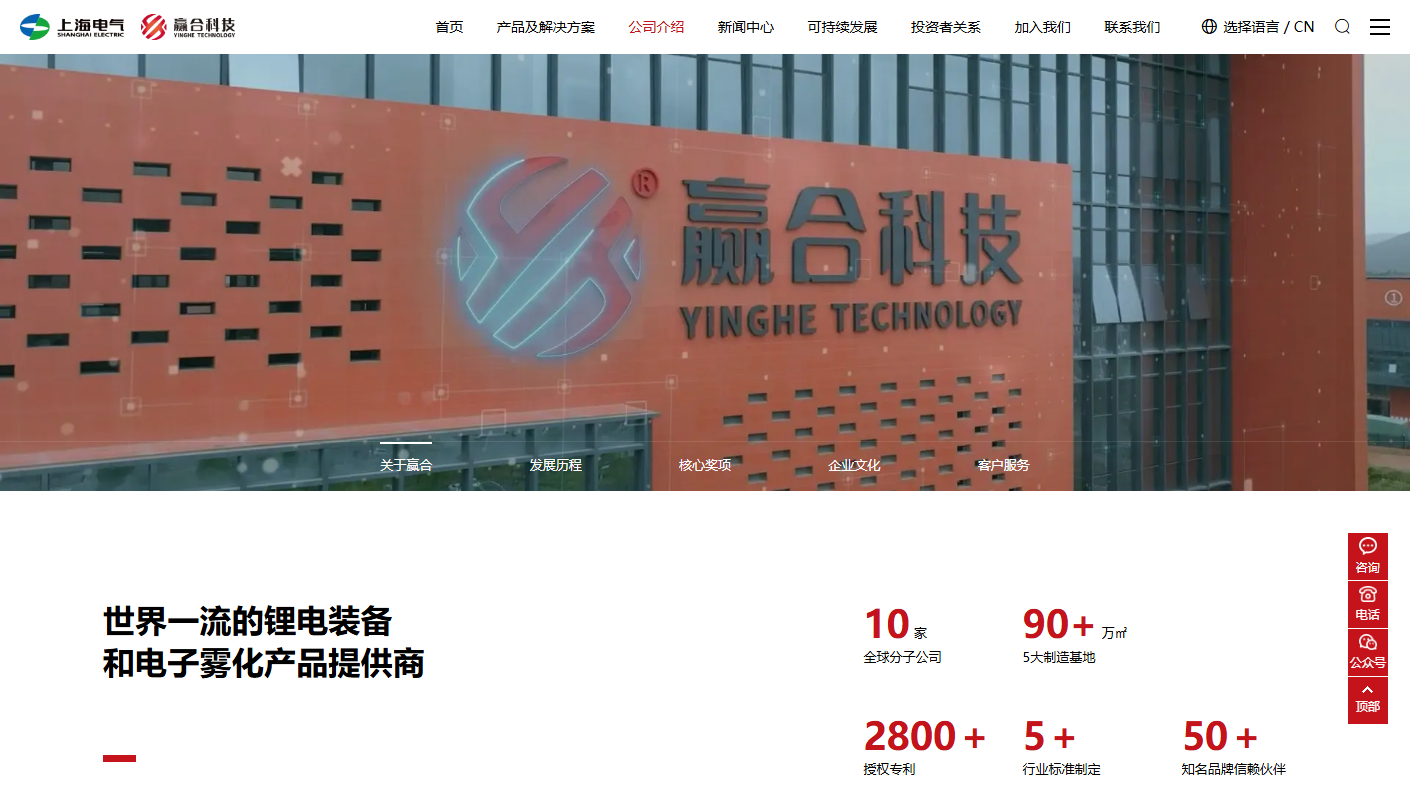 上海电气
SHANGHAI ELECTRIC
赢合科技
YINGHE TECHNOLOGY
首页
产品及解决方案
公司介绍
新闻中心
可持续发展
投资者关系
加入我们
联系我们
选择语言 / CN
®
赢合科技
YINGHE TECHNOLOGY
1
关于赢合
发展历程
核心奖项
企业文化
客户服务
世界一流的锂电装备
和电子雾化产品提供商
10 家
全球分子公司
90+ 万㎡
5大制造基地
2800 +
授权专利
5 +
行业标准制定
50 +
知名品牌信赖伙伴
咨询
电话
公众号
顶部